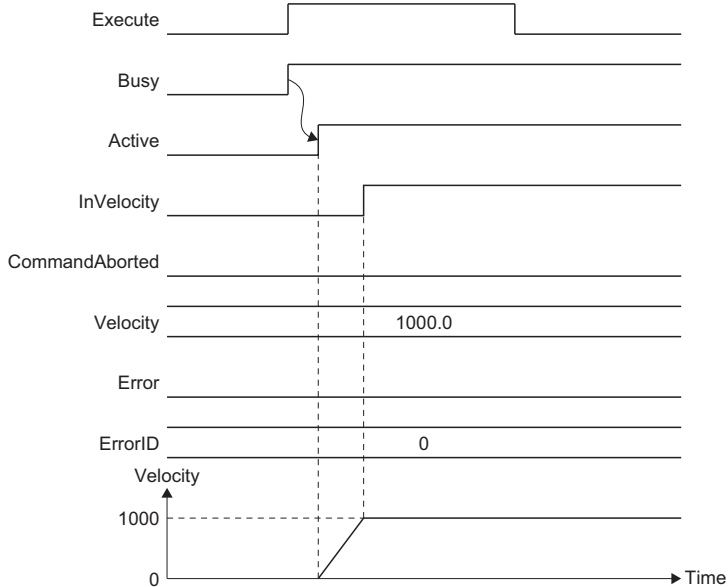 Execute
Busy
Active
InVelocity
CommandAborted
Velocity
1000.0
Error
ErrorID
0
Velocity
1000
0
Time